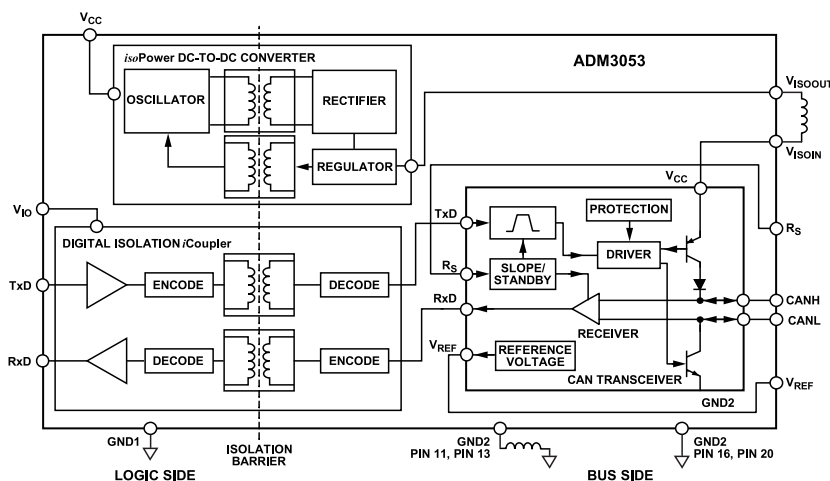 VCC
isoPower DC-TO-DC CONVERTER
ADM3053
OSCILLATOR
RECTIFIER
REGULATOR
VISOOUT
VISOIN
VCC
VIO
DIGITAL ISOLATION iCoupler
TxD
ENCODE
DECODE
RxD
DECODE
ENCODE
TxD
RS
RxD
VREF
PROTECTION
DRIVER
SLOPE/
STANDBY
RECEIVER
REFERENCE
VOLTAGE
CAN TRANSCEIVER
GND2
RS
CANH
CANL
VREF
GND1
ISOLATION
BARRIER
LOGIC SIDE
GND2
PIN 11, PIN 13
GND2
PIN 16, PIN 20
BUS SIDE